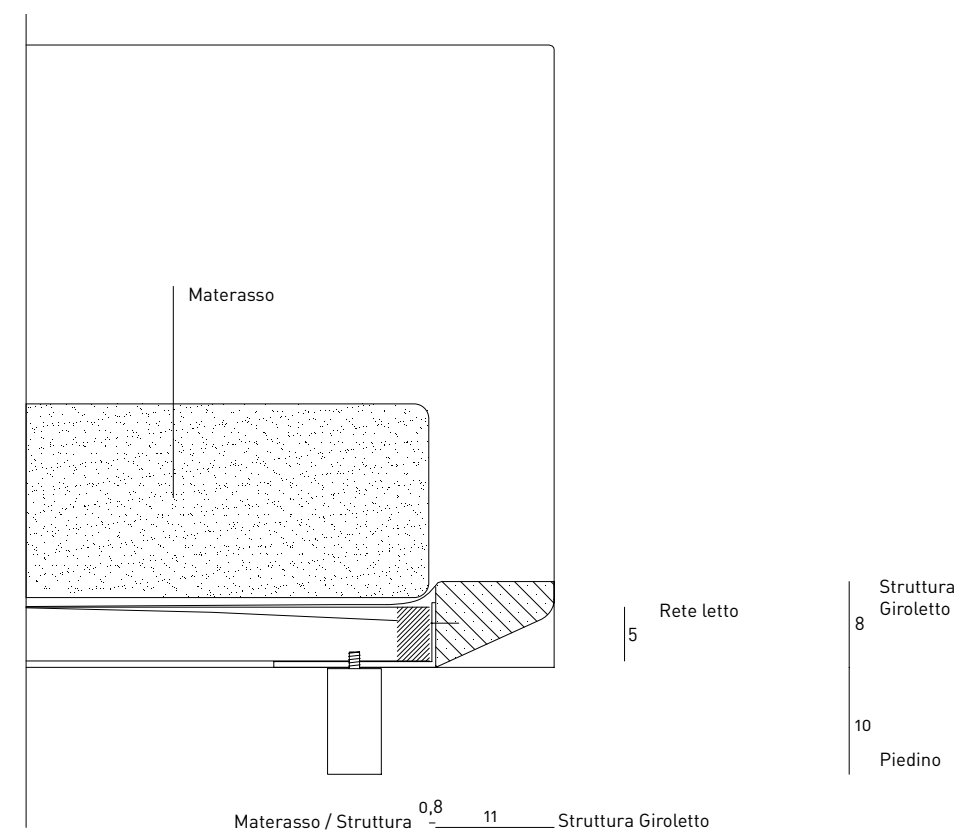 Materasso
Struttura
Giroletto
Rete letto
8
5
10
Piedino
0,8
11
Materasso / Struttura
Struttura Giroletto